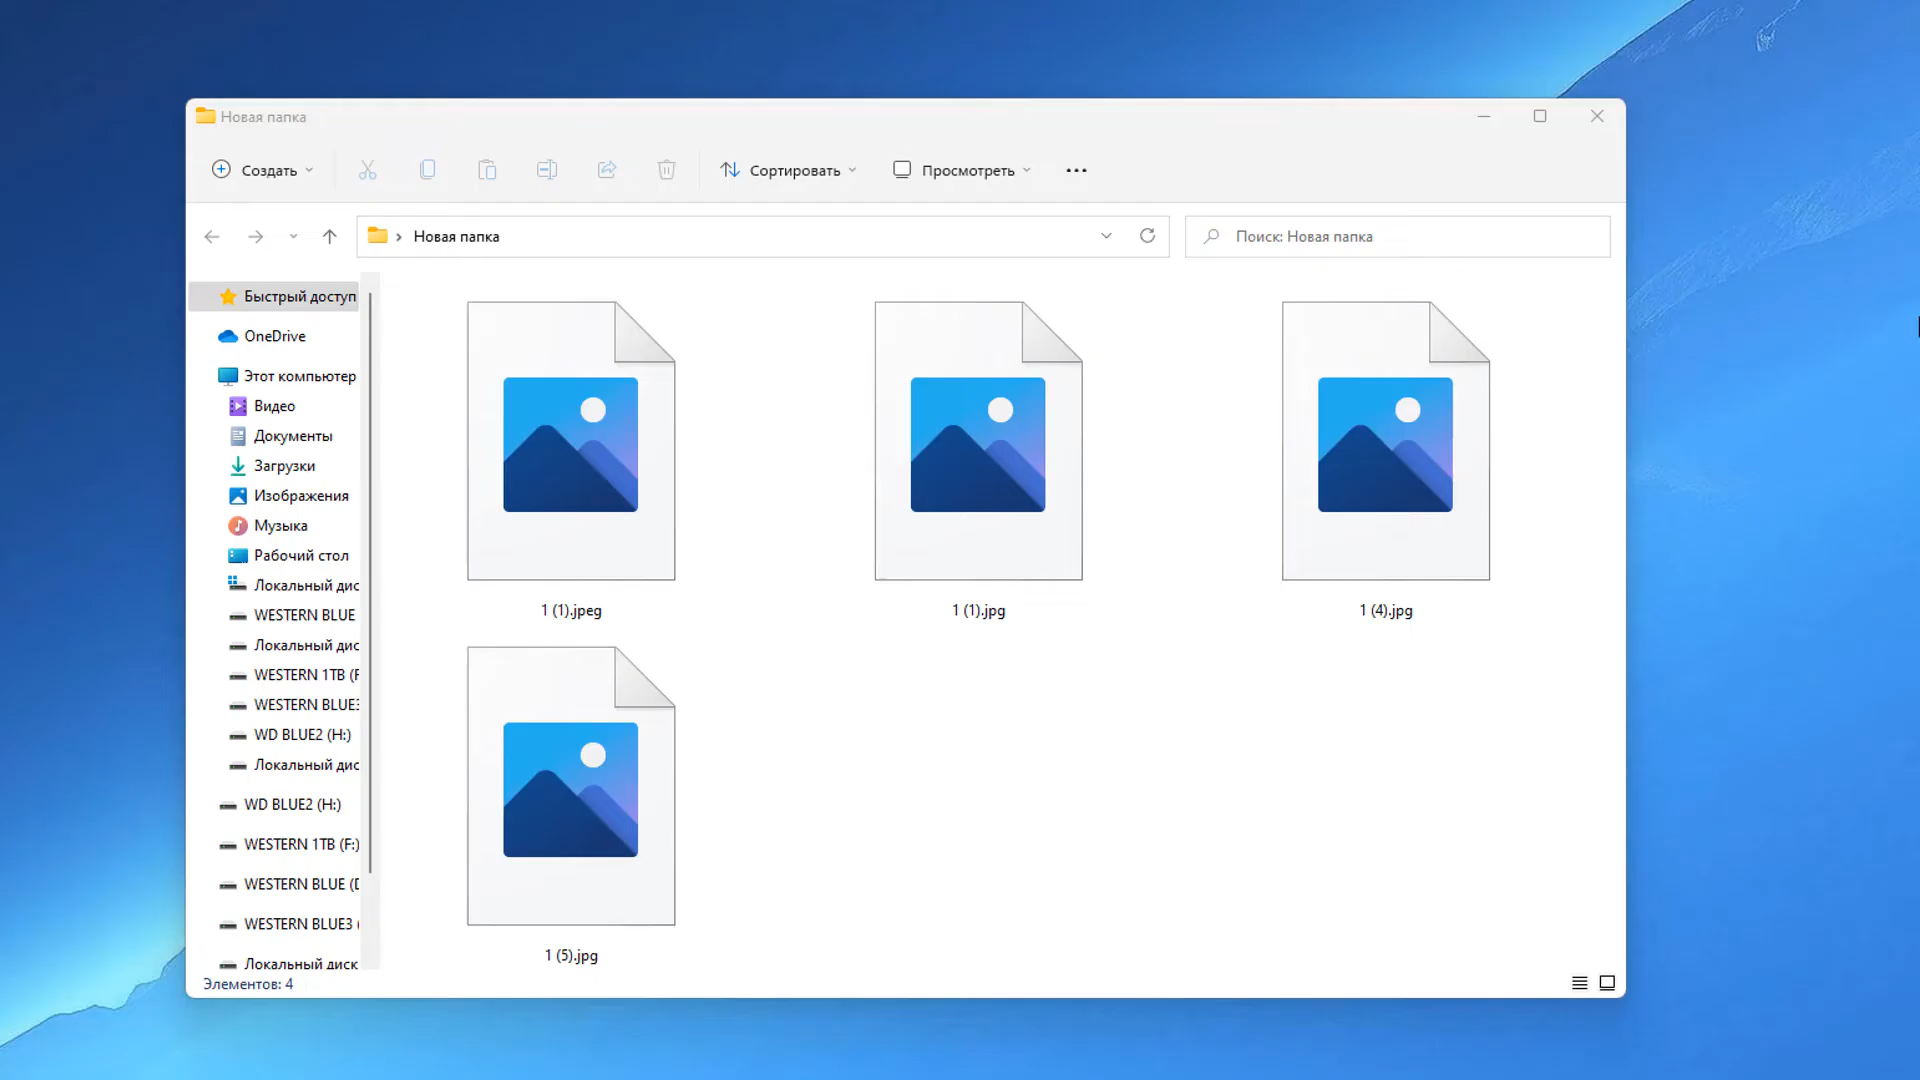 Новая папка
Создать
Сортировать
Просмотреть
Новая папка
Поиск: Новая папка
Быстрый доступ
OneDrive
Этот компьютер
Видео
Документы
Загрузки
Изображения
Музыка
Рабочий стол
Локальный дис
WESTERN BLUE
Локальный дис
WESTERN 1TB (F
WESTERN BLUE3
WD BLUE2 (H:)
Локальный дис
WD BLUE2 (H:)
WESTERN 1TB (F:)
WESTERN BLUE (D
WESTERN BLUE3 (
Локальный диск
1 (1).jpeg
1 (1).jpg
1 (4).jpg
1 (5).jpg
Элементов: 4